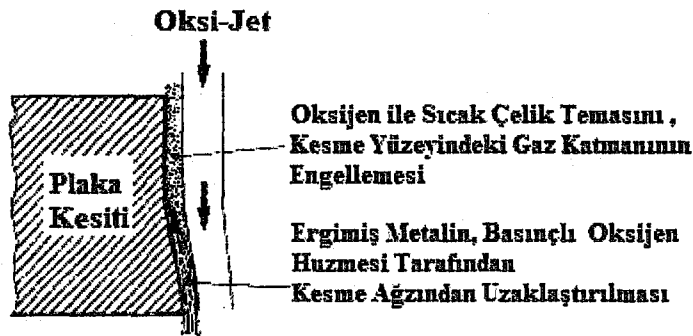 Oksi-Jet
Oksijen ile Sıcak Çelik Temasını ,
Kesme Yüzeyindeki Gaz Katmanının
Engellemesi
Plaka
Kesiti
Ergimiş Metalin, Basınçlı Oksijen
Huzmesi Tarafından
Kesme Ağzından Uzaklaştırılması